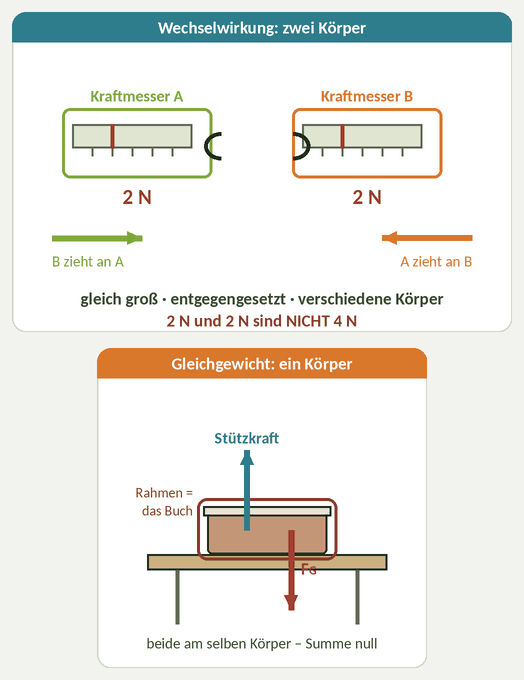 Wechselwirkung: zwei Körper
Kraftmesser A
Kraftmesser B
2 N
2 N
B zieht an A
A zieht an B
gleich groß · entgegengesetzt · verschiedene Körper
2 N und 2 N sind NICHT 4 N
Gleichgewicht: ein Körper
Stützkraft
Rahmen =
das Buch
FG
beide am selben Körper – Summe null